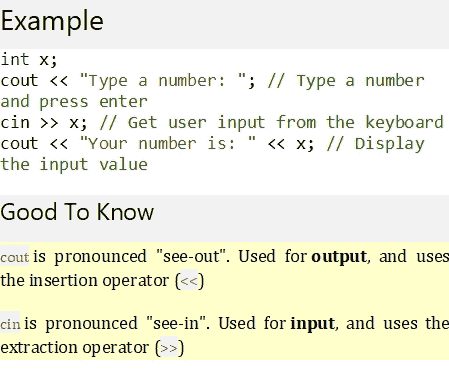 Example
int x;
cout << "Type a number: "; // Type a number
and press enter
cin >> x; // Get user input from the keyboard
cout << "Your number is: " << x; // Display
the input value
Good To Know
cout is pronounced "see-out". Used for output, and uses
the insertion operator (<<)
cin is pronounced "see-in". Used for input, and uses the
extraction operator (>>)